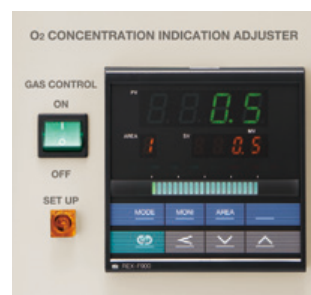 O2 CONCENTRATION INDICATION ADJUSTER
GAS CONTROL
ON
OFF
SET UP
PV
0.5
AREA
SV
MV
1
0.5
MODE
MONI
AREA
REX-F900